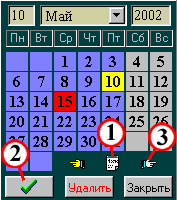 10 Май 2002
Пн Вт Ср Чт Пт Сб Вс
1 2 3 4 5
6 7 8 9 10 11 12
13 14 15 16 17 18 19
20 21 22 23 24 25 26
27 28 29 30
2 1 3
Удалить Закрыть